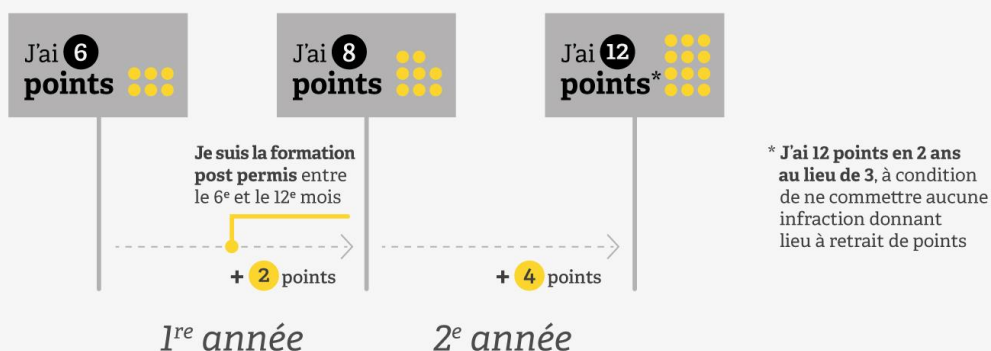 J'ai 6
points
J'ai 8
points
J'ai 12
points*
Je suis la formation
post permis entre
le 6e et le 12e mois
* J'ai 12 points en 2 ans
au lieu de 3, à condition
de ne commettre aucune
infraction donnant
lieu à retrait de points
+ 2 points
+ 4 points
1re année
2e année